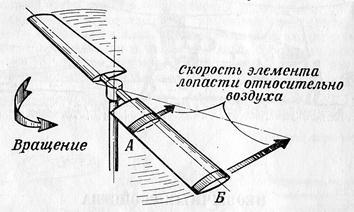 Скорость элемента
лопасти относительно
воздуха
Вращение
А
Б